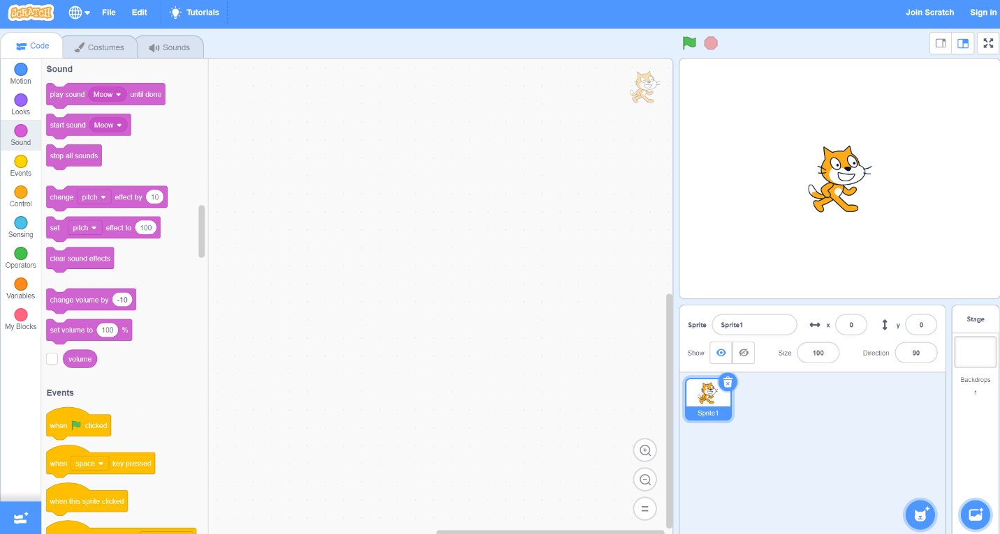 SCRATCH File Edit Tutorials Join Scratch Sign in
Code Costumes Sounds
Motion
Looks
Sound
Events
Control
Sensing
Operators
Variables
My Blocks
Sound
play sound Meow until done
start sound Meow
stop all sounds
change pitch effect by 10
set pitch effect to 100
clear sound effects
change volume by -10
set volume to 100 %
volume
Events
when clicked
when space key pressed
when this sprite clicked
Sprite Sprite1 x 0 y 0
Show Size 100 Direction 90
Sprite1
Stage
Backdrops
1